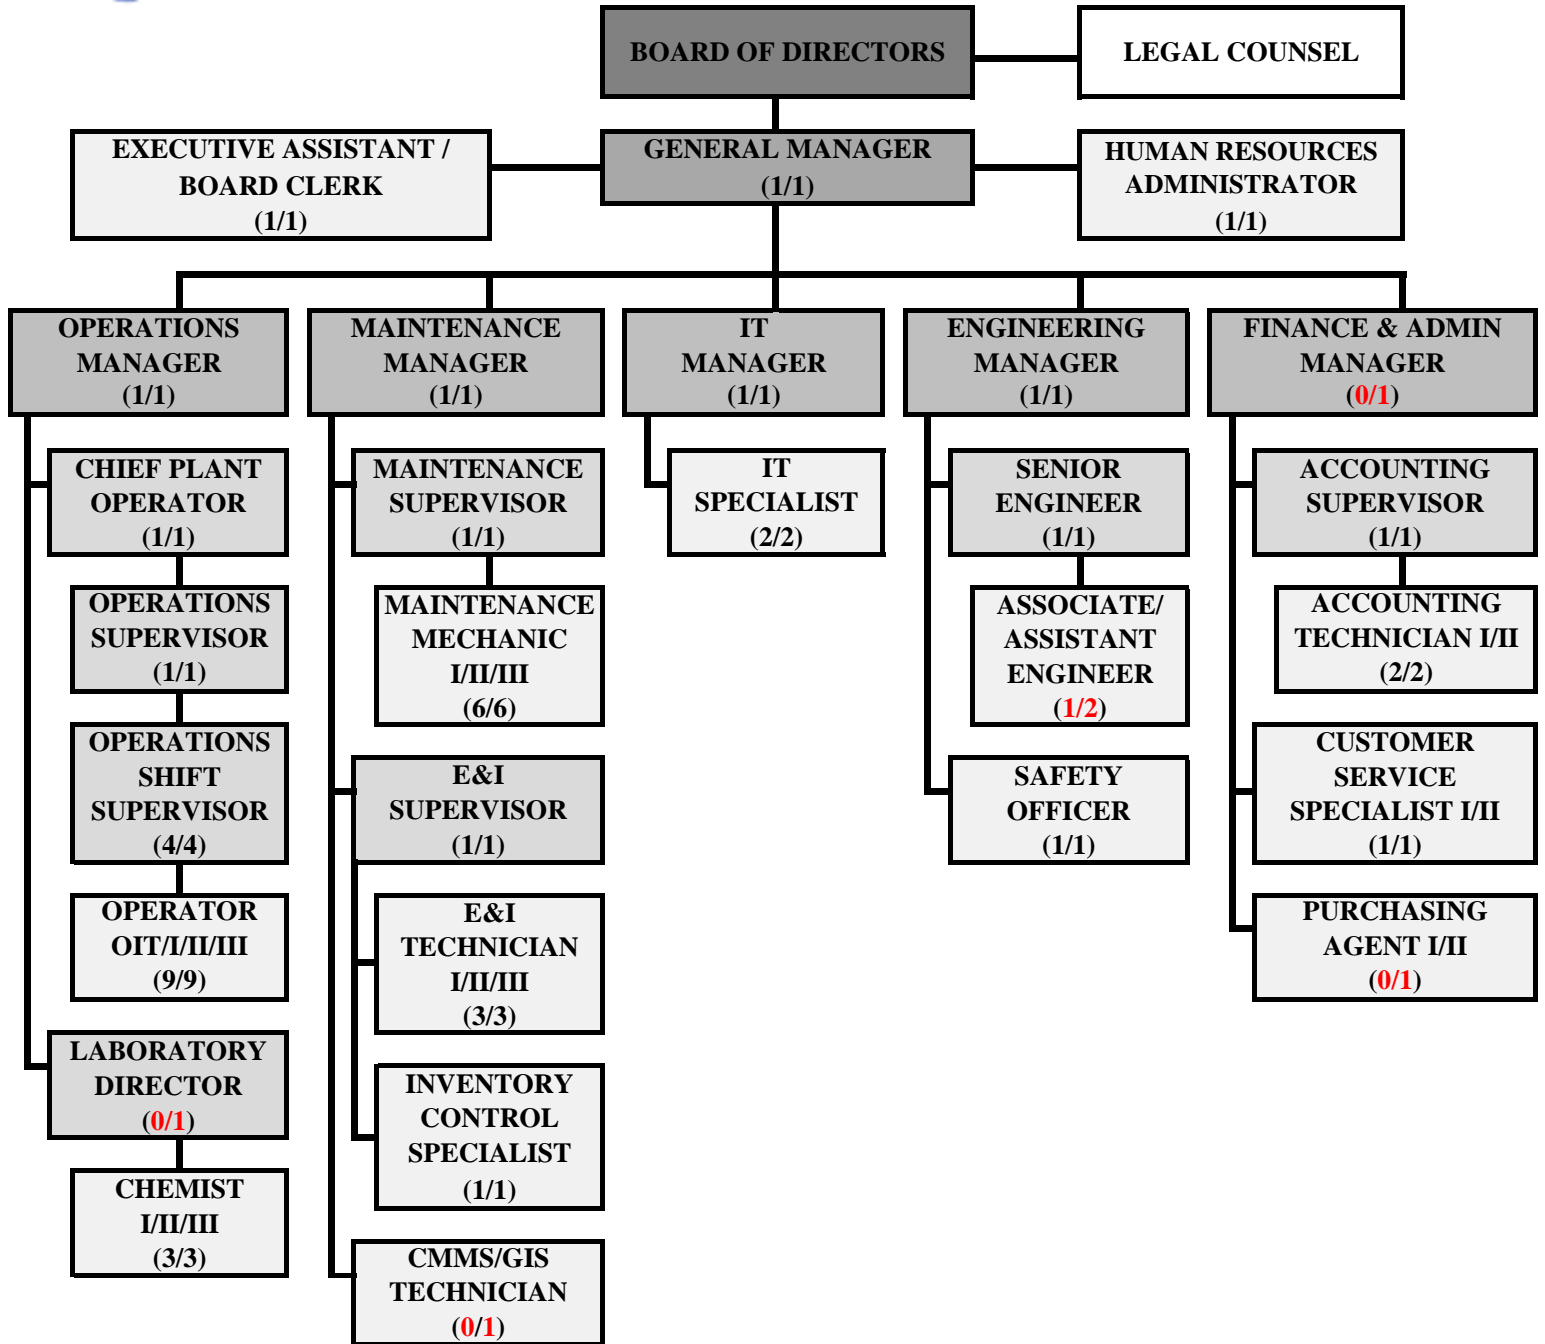 BOARD OF DIRECTORS
LEGAL COUNSEL
EXECUTIVE ASSISTANT /
BOARD CLERK
(1/1)
GENERAL MANAGER
(1/1)
HUMAN RESOURCES
ADMINISTRATOR
(1/1)
OPERATIONS
MANAGER
(1/1)
MAINTENANCE
MANAGER
(1/1)
IT
MANAGER
(1/1)
ENGINEERING
MANAGER
(1/1)
FINANCE & ADMIN
MANAGER
(0/1)
CHIEF PLANT
OPERATOR
(1/1)
OPERATIONS
SUPERVISOR
(1/1)
OPERATIONS
SHIFT
SUPERVISOR
(4/4)
OPERATOR
OIT/I/II/III
(9/9)
LABORATORY
DIRECTOR
(0/1)
CHEMIST
I/II/III
(3/3)
MAINTENANCE
SUPERVISOR
(1/1)
MAINTENANCE
MECHANIC
I/II/III
(6/6)
E&I
SUPERVISOR
(1/1)
E&I
TECHNICIAN
I/II/III
(3/3)
INVENTORY
CONTROL
SPECIALIST
(1/1)
CMMS/GIS
TECHNICIAN
(0/1)
IT
SPECIALIST
(2/2)
SENIOR
ENGINEER
(1/1)
ASSOCIATE/
ASSISTANT
ENGINEER
(1/2)
SAFETY
OFFICER
(1/1)
ACCOUNTING
SUPERVISOR
(1/1)
ACCOUNTING
TECHNICIAN I/II
(2/2)
CUSTOMER
SERVICE
SPECIALIST I/II
(1/1)
PURCHASING
AGENT I/II
(0/1)